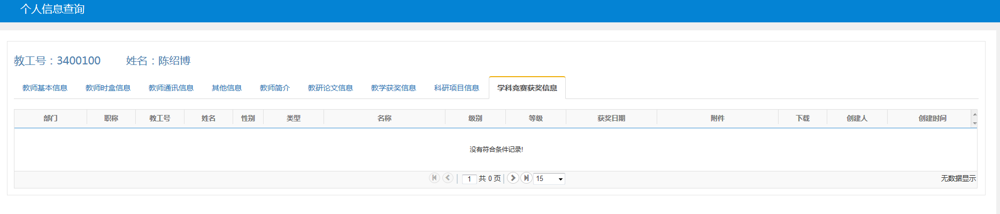 个人信息查询
教工号：3400100 姓名：陈绍博
教师基本信息 教师时盒信息 教师通讯信息 其他信息 教师简介 教研论文信息 教学获奖信息 科研项目信息 学科竞赛获奖信息
部门 职称 教工号 姓名 性别 类型 名称 级别 等级 获奖日期 附件 下载 创建人 创建时间
没有符合条件记录!
1 共 0 页 15 无数据显示